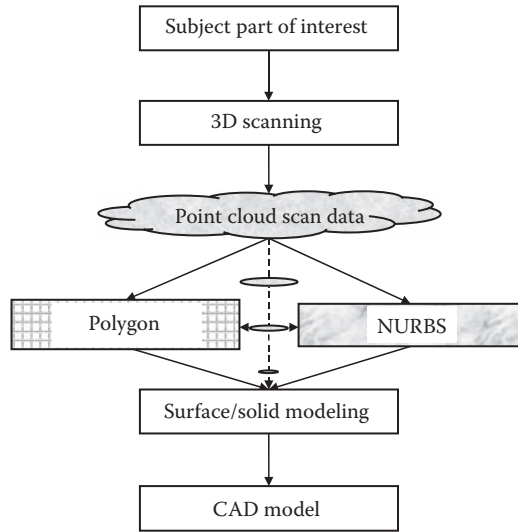 Subject part of interest
3D scanning
Point cloud scan data
Polygon
NURBS
Surface/solid modeling
CAD model